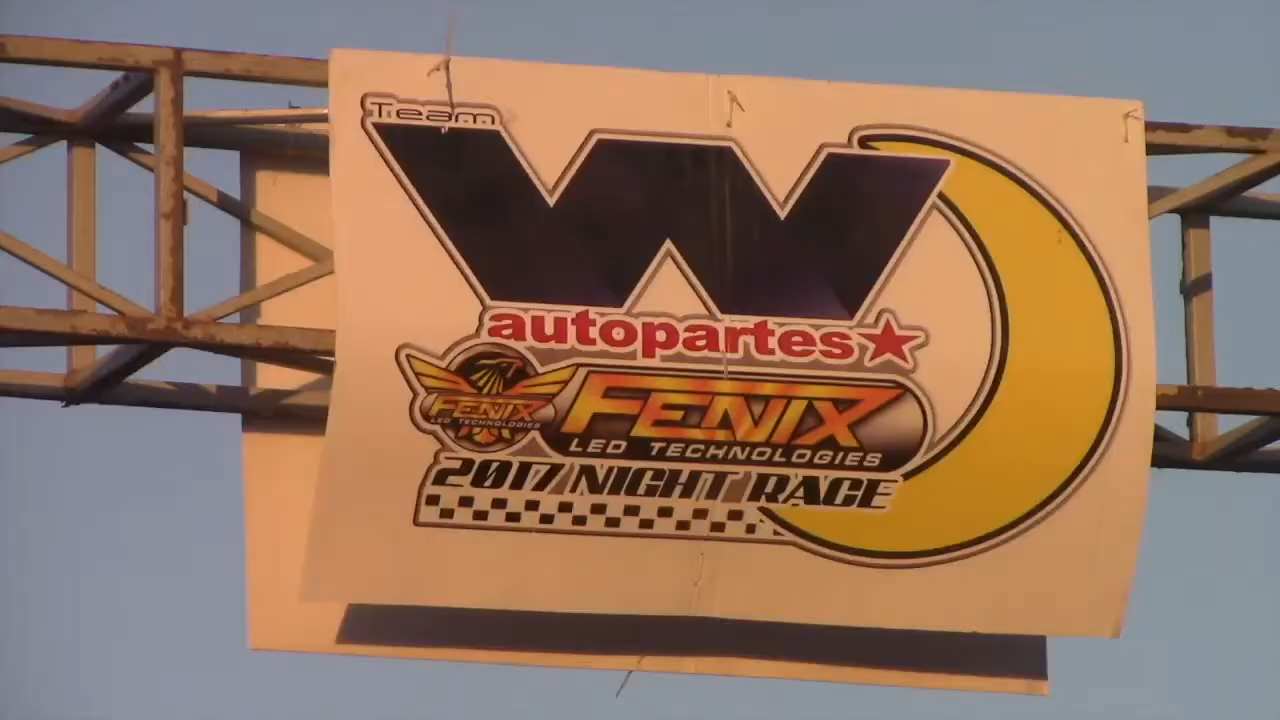 Team
W
autopartes
FENIX
LED TECHNOLOGIES
FENIX
LED TECHNOLOGIES
2017 NIGHT RACE